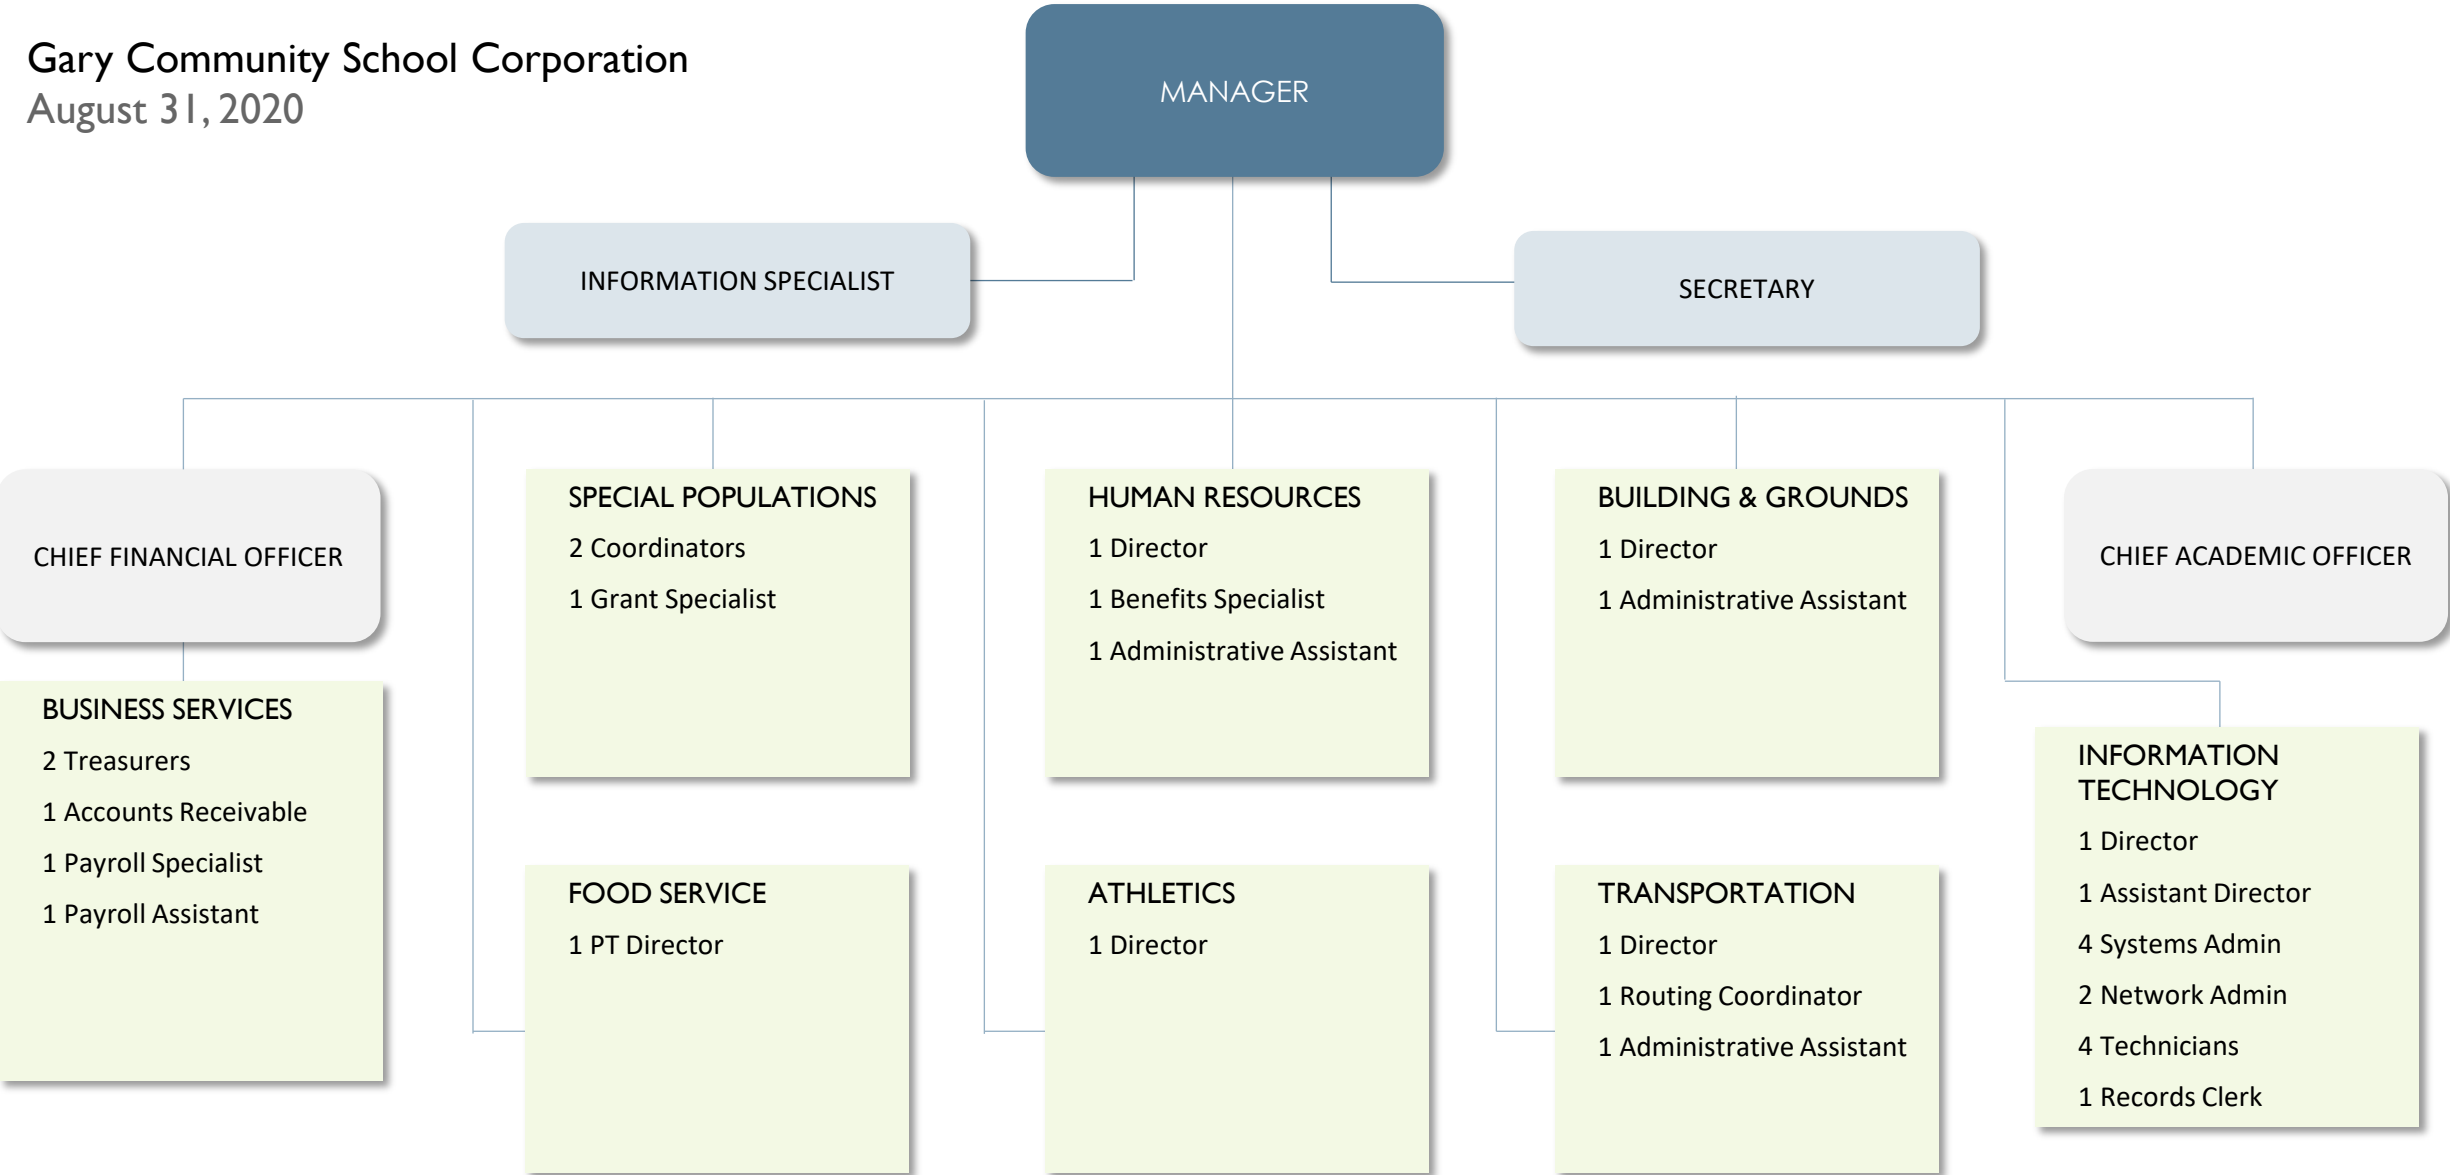 Gary Community School Corporation
August 31, 2020
MANAGER
INFORMATION SPECIALIST
SECRETARY
CHIEF FINANCIAL OFFICER
BUSINESS SERVICES
2 Treasurers
1 Accounts Receivable
1 Payroll Specialist
1 Payroll Assistant
SPECIAL POPULATIONS
2 Coordinators
1 Grant Specialist
FOOD SERVICE
1 PT Director
HUMAN RESOURCES
1 Director
1 Benefits Specialist
1 Administrative Assistant
ATHLETICS
1 Director
BUILDING & GROUNDS
1 Director
1 Administrative Assistant
TRANSPORTATION
1 Director
1 Routing Coordinator
1 Administrative Assistant
CHIEF ACADEMIC OFFICER
INFORMATION
TECHNOLOGY
1 Director
1 Assistant Director
4 Systems Admin
2 Network Admin
4 Technicians
1 Records Clerk